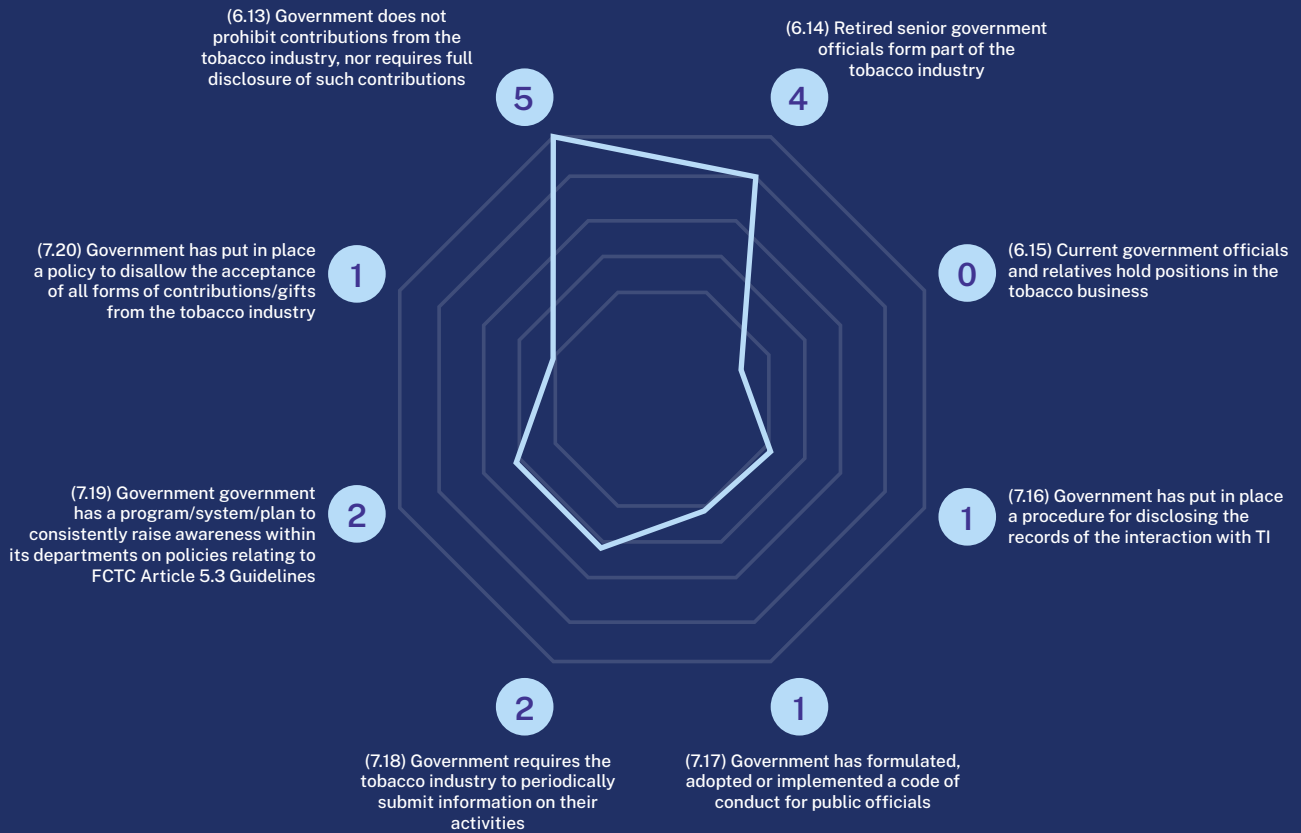 (6.13) Government does not
prohibit contributions from the
tobacco industry, nor requires full
disclosure of such contributions
5
(6.14) Retired senior government
officials form part of the
tobacco industry
4
(7.20) Government has put in place
a policy to disallow the acceptance
of all forms of contributions/gifts
from the tobacco industry
1
0
(6.15) Current government officials
and relatives hold positions in the
tobacco business
(7.19) Government government
has a program/system/plan to
consistently raise awareness within
its departments on policies relating to
FCTC Article 5.3 Guidelines
2
1
(7.16) Government has put in place
a procedure for disclosing the
records of the interaction with TI
2
(7.18) Government requires the
tobacco industry to periodically
submit information on their
activities
1
(7.17) Government has formulated,
adopted or implemented a code of
conduct for public officials